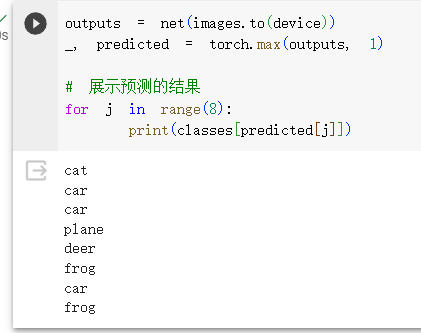 outputs = net(images.to(device))
_, predicted = torch.max(outputs, 1)
# 展示预测的结果
for j in range(8):
print(classes[predicted[j]])
cat
car
car
plane
deer
frog
car
frog